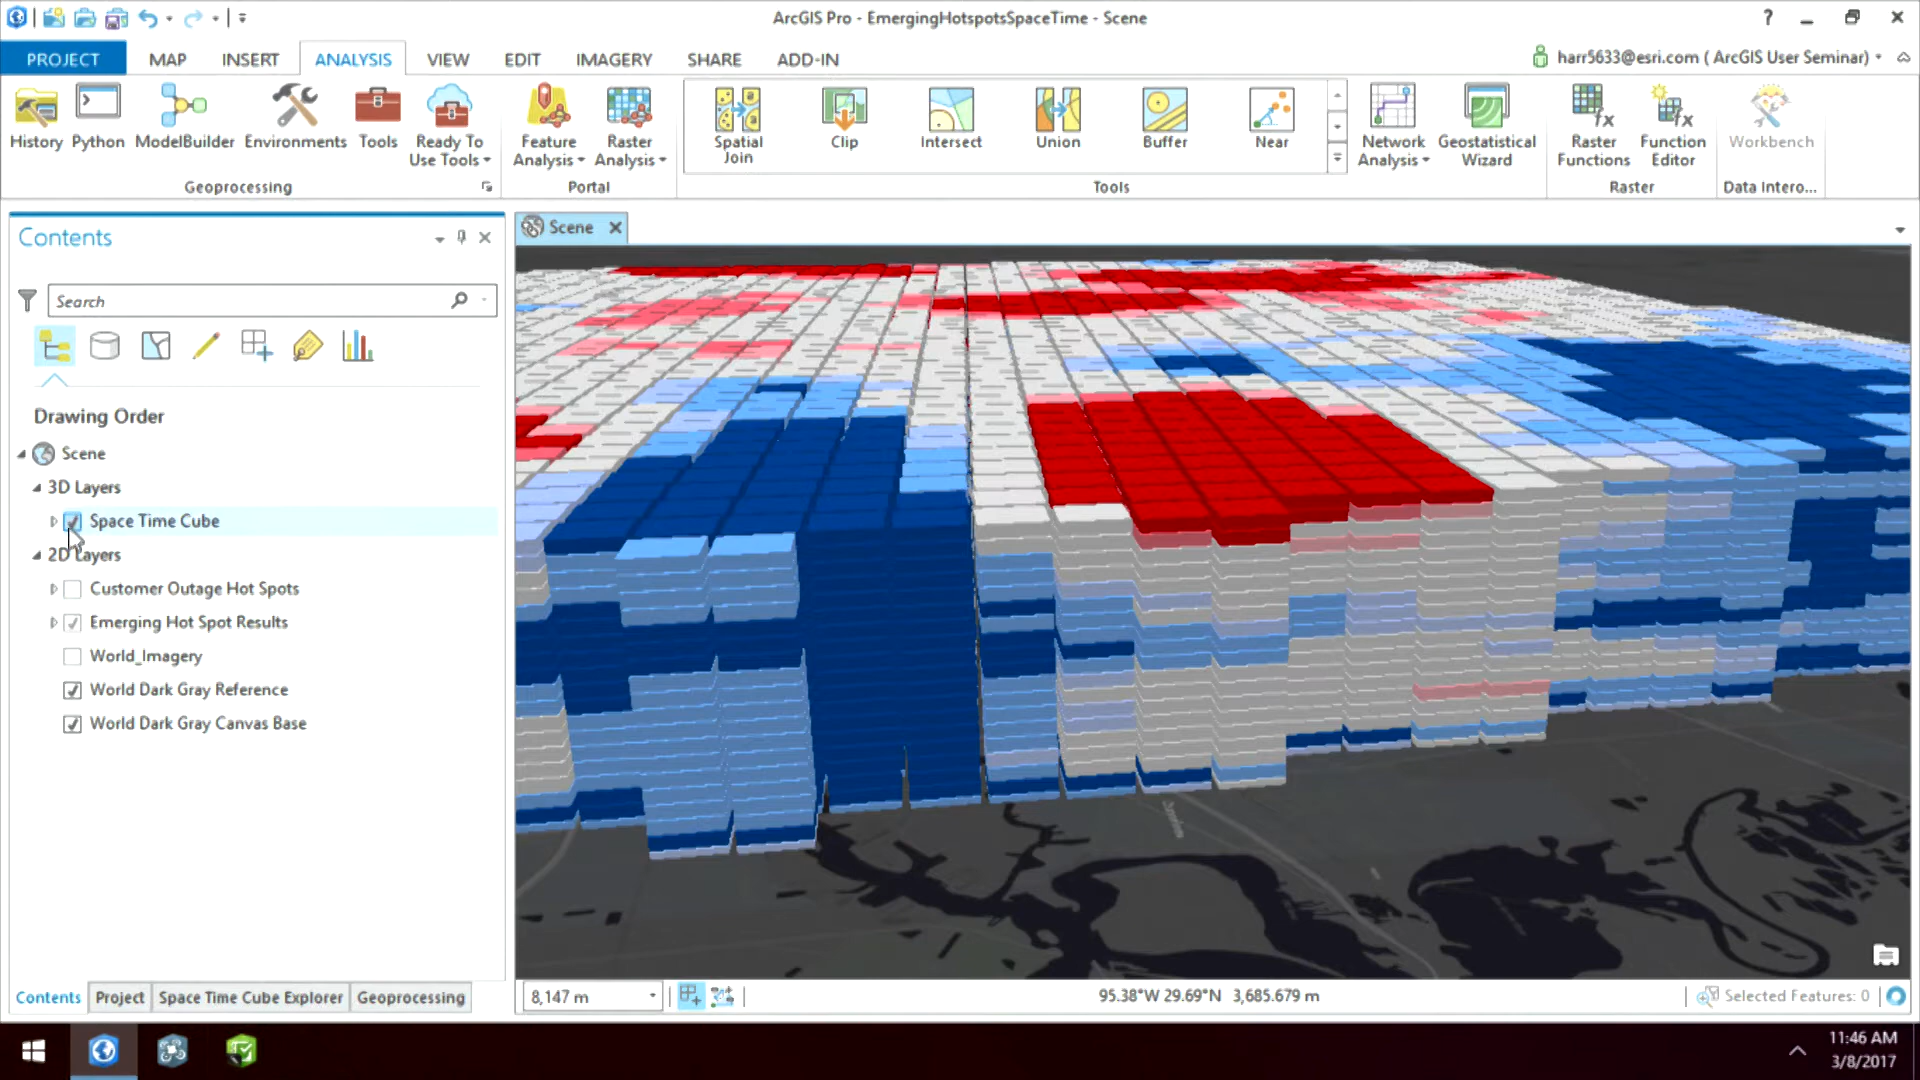 ArcGIS Pro - EmergingHotspotsSpaceTime - Scene
?
PROJECT MAP INSERT ANALYSIS VIEW EDIT IMAGERY SHARE ADD-IN
harr5633@esri.com ( ArcGIS User Seminar)
History
Python
ModelBuilder
Environments
Tools
Ready To
Use Tools
Geoprocessing
Feature
Analysis
Raster
Analysis
Portal
Spatial
Join
Clip
Intersect
Union
Buffer
Near
Tools
Network
Analysis
Geostatistical
Wizard
Raster
Functions
Function
Editor
Raster
Workbench
Data Intero...
Contents
Search
Drawing Order
Scene
3D Layers
Space Time Cube
2D Layers
Customer Outage Hot Spots
Emerging Hot Spot Results
World_Imagery
World Dark Gray Reference
World Dark Gray Canvas Base
Contents Project Space Time Cube Explorer Geoprocessing
Scene
8,147 m
95.38°W 29.69°N 3,685.679 m
Selected Features: 0
11:46 AM
3/8/2017